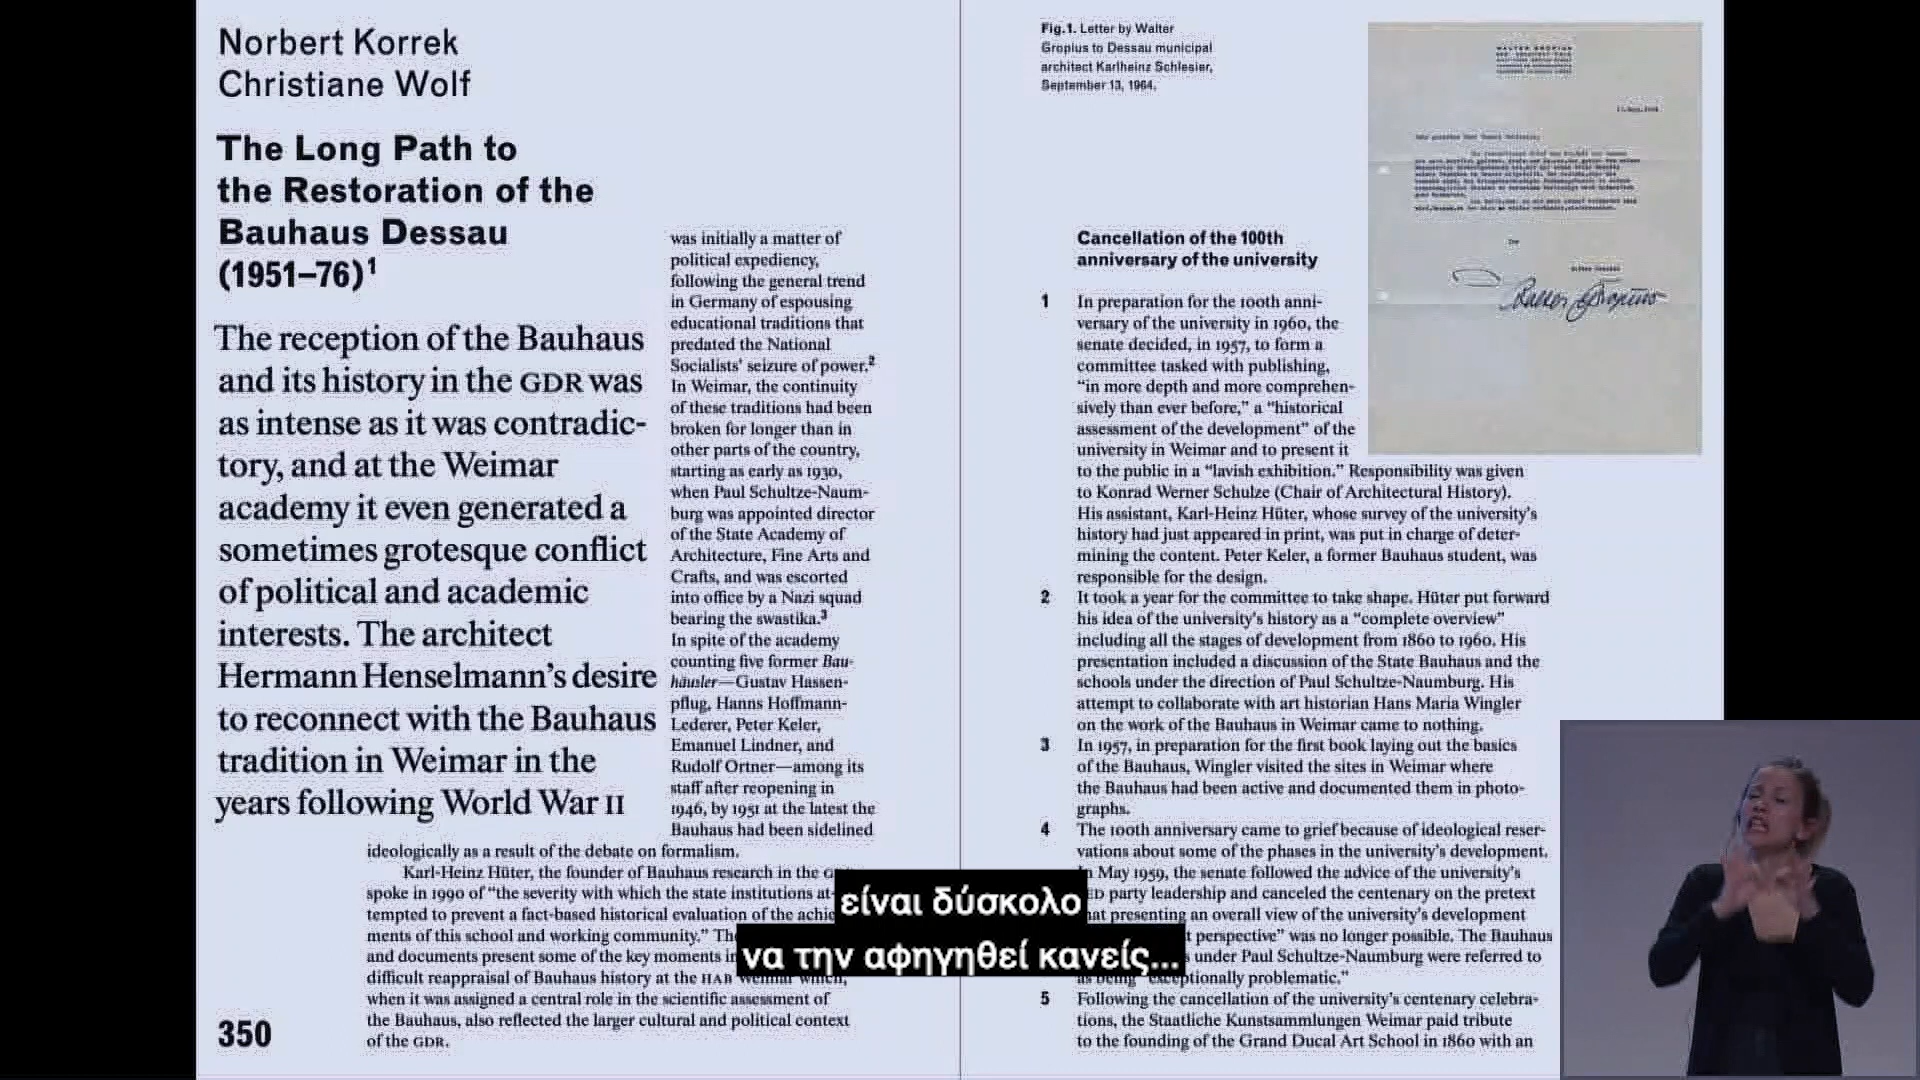 Norbert Korrek
Christiane Wolf
The Long Path to
the Restoration of the
Bauhaus Dessau
(1951–76)¹
The reception of the Bauhaus
and its history in the GDR was
as intense as it was contradic-
tory, and at the Weimar
academy it even generated a
sometimes grotesque conflict
of political and academic
interests. The architect
Hermann Henselmann’s desire
to reconnect with the Bauhaus
tradition in Weimar in the
years following World War II
was initially a matter of
political expediency,
following the general trend
in Germany of espousing
educational traditions that
predated the National
Socialists’ seizure of power.²
In Weimar, the continuity
of these traditions had been
broken for longer than in
other parts of the country,
starting as early as 1930,
when Paul Schultze-Naum-
burg was appointed director
of the State Academy of
Architecture, Fine Arts and
Crafts, and was escorted
into office by a Nazi squad
bearing the swastika.³
In spite of the academy
counting five former Bau-
häusler—Gustav Hassen-
pflug, Hanns Hoffmann-
Lederer, Peter Keler,
Emanuel Lindner, and
Rudolf Ortner—among its
staff after reopening in
1946, by 1951 at the latest the
Bauhaus had been sidelined
ideologically as a result of the debate on formalism.
Karl-Heinz Hüter, the founder of Bauhaus research in the
spoke in 1990 of “the severity with which the state institutions at-
tempted to prevent a fact-based historical evaluation of the achie
ments of this school and working community.” Th
and documents present some of the key moments in
difficult reappraisal of Bauhaus history at the HAB Weimar which,
when it was assigned a central role in the scientific assessment of
the Bauhaus, also reflected the larger cultural and political context
of the GDR.
350
Fig.1. Letter by Walter
Gropius to Dessau municipal
architect Karlheinz Schlesier,
September 13, 1964.
WALTER GROPIUS
Walter Gropius
Cancellation of the 100th
anniversary of the university
1 In preparation for the 100th anni-
versary of the university in 1960, the
senate decided, in 1957, to form a
committee tasked with publishing,
“in more depth and more comprehen-
sively than ever before,” a “historical
assessment of the development” of the
university in Weimar and to present it
to the public in a “lavish exhibition.” Responsibility was given
to Konrad Werner Schulze (Chair of Architectural History).
His assistant, Karl-Heinz Hüter, whose survey of the university’s
history had just appeared in print, was put in charge of deter-
mining the content. Peter Keler, a former Bauhaus student, was
responsible for the design.
2 It took a year for the committee to take shape. Hüter put forward
his idea of the university’s history as a “complete overview”
including all the stages of development from 1860 to 1960. His
presentation included a discussion of the State Bauhaus and the
schools under the direction of Paul Schultze-Naumburg. His
attempt to collaborate with art historian Hans Maria Wingler
on the work of the Bauhaus in Weimar came to nothing.
3 In 1957, in preparation for the first book laying out the basics
of the Bauhaus, Wingler visited the sites in Weimar where
the Bauhaus had been active and documented them in photo-
graphs.
4 The 100th anniversary came to grief because of ideological reser-
vations about some of the phases in the university’s development.
In May 1959, the senate followed the advice of the university’s
ED party leadership and canceled the centenary on the pretext
hat presenting an overall view of the university’s development
t perspective” was no longer possible. The Bauhaus
s under Paul Schultze-Naumburg were referred to
as being “exceptionally problematic.”
5 Following the cancellation of the university’s centenary celebra-
tions, the Staatliche Kunstsammlungen Weimar paid tribute
to the founding of the Grand Ducal Art School in 1860 with an
είναι δύσκολο
να την αφηγηθεί κανείς...